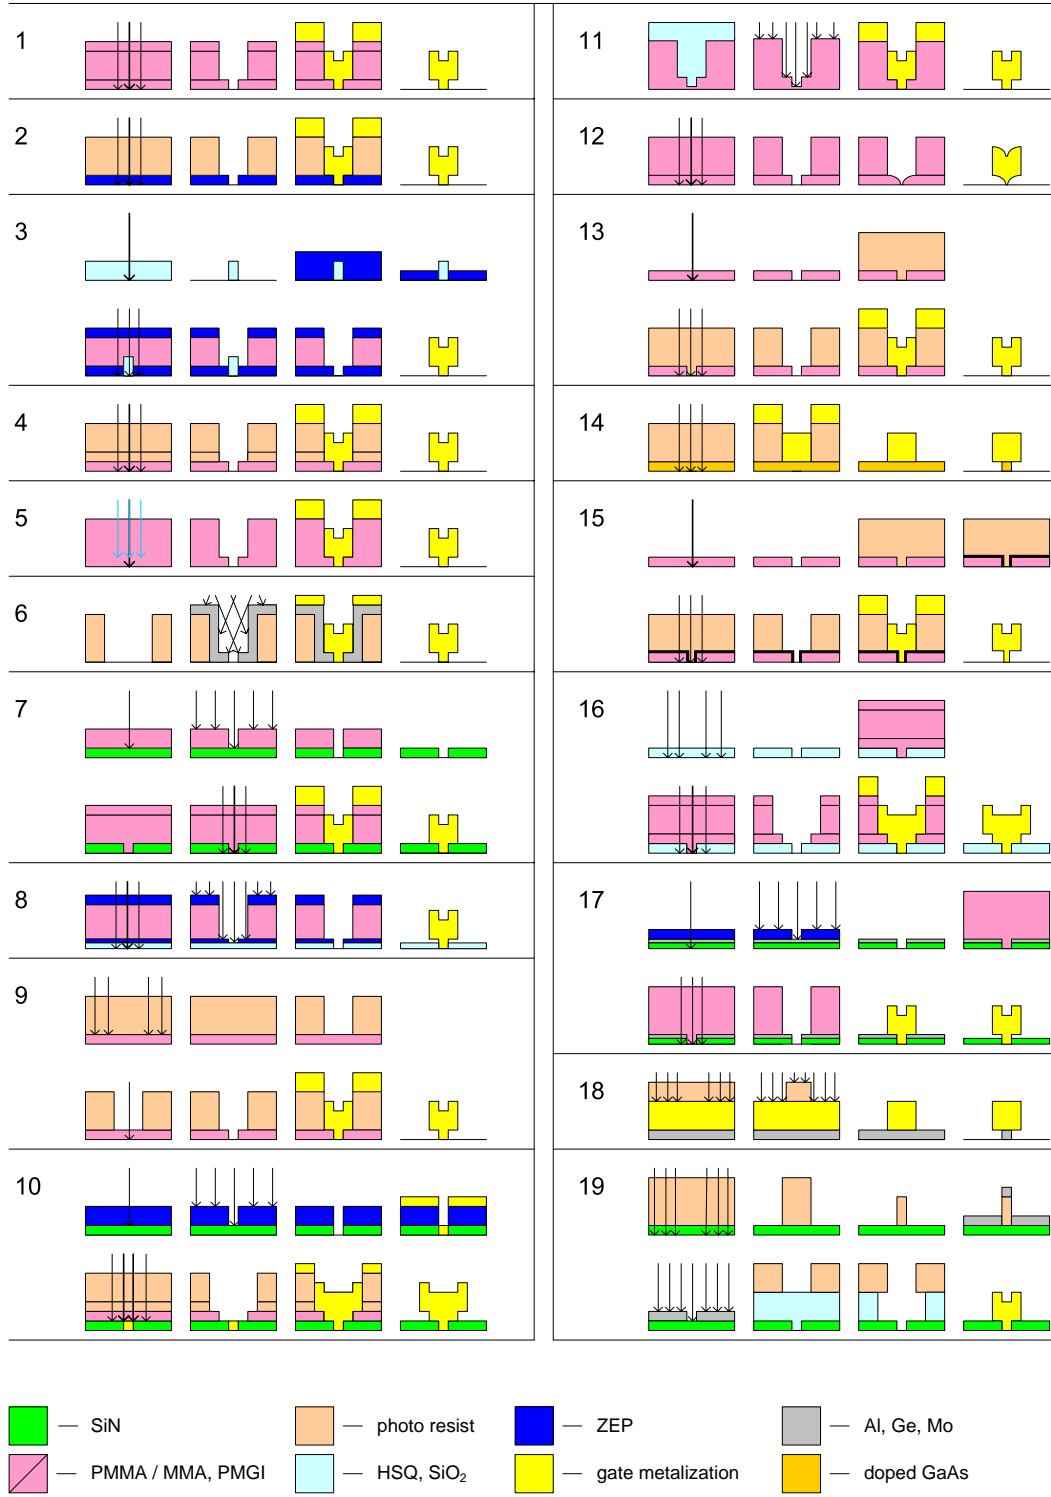 1
2
3
4
5
6
7
8
9
10
11
12
13
14
15
16
17
18
19
— SiN
— photo resist
— ZEP
— Al, Ge, Mo
— PMMA / MMA, PMGI
— HSQ, SiO₂
— gate metalization
— doped GaAs